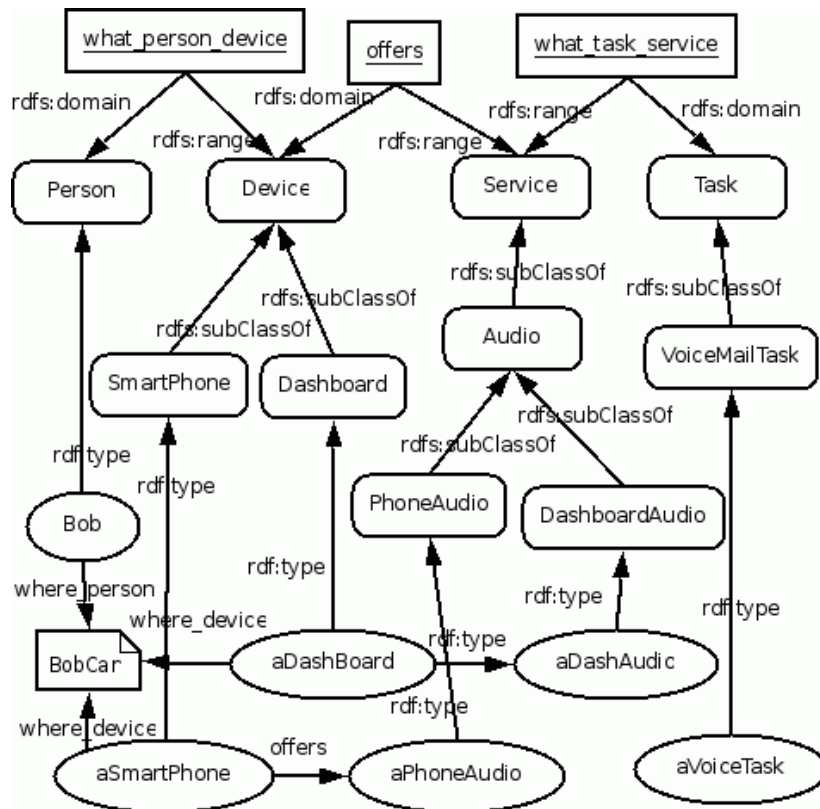 what_person_device
offers
what_task_service
rdfs:domain
rdfs:domain
rdfs:range
rdfs:domain
rdfs:range
rdfs:range
Person
Device
Service
Task
rdfs:subClassOf
rdfs:subClassOf
rdfs:subClassOf
rdfs:subClassOf
Audio
VoiceMailTask
SmartPhone
Dashboard
rdfs:subClassOf
rdfs:subClassOf
rdf:type
rdf:type
PhoneAudio
DashboardAudio
Bob
where_person
rdf:type
rdf:type
rdf:type
where_device
rdf:type
BobCar
aDashBoard
aDashAudic
rdf:type
where_device
offers
aSmartPhone
aPhoneAudio
aVoiceTask